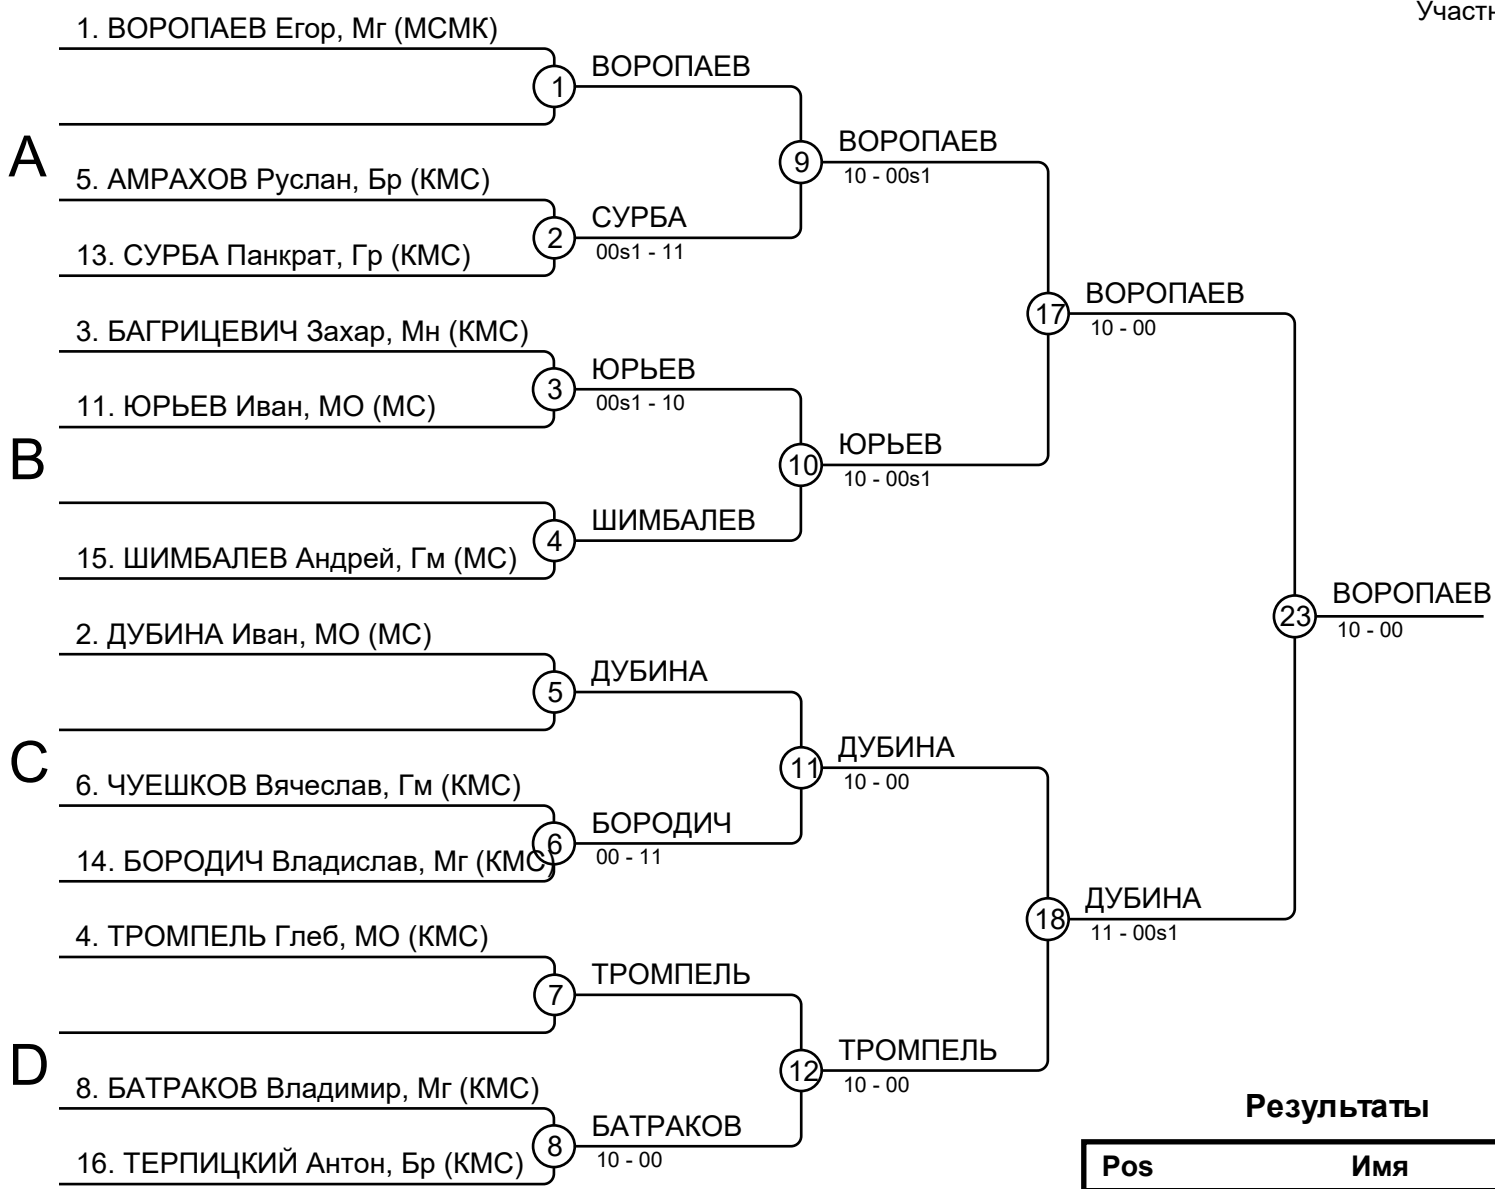 Участн
1. ВОРОПАЕВ Егор, Мг (МСМК)
1
ВОРОПАЕВ
A
9
ВОРОПАЕВ
10 - 00s1
5. АМРАХОВ Руслан, Бр (КМС)
2
СУРБА
00s1 - 11
13. СУРБА Панкрат, Гр (КМС)
17
ВОРОПАЕВ
10 - 00
3. БАГРИЦЕВИЧ Захар, Мн (КМС)
3
ЮРЬЕВ
00s1 - 10
11. ЮРЬЕВ Иван, МО (МС)
B
10
ЮРЬЕВ
10 - 00s1
4
ШИМБАЛЕВ
15. ШИМБАЛЕВ Андрей, Гм (МС)
23
ВОРОПАЕВ
10 - 00
2. ДУБИНА Иван, МО (МС)
5
ДУБИНА
C
11
ДУБИНА
10 - 00
6. ЧУЕШКОВ Вячеслав, Гм (КМС)
6
БОРОДИЧ
00 - 11
14. БОРОДИЧ Владислав, Мг (КМС)
18
ДУБИНА
11 - 00s1
4. ТРОМПЕЛЬ Глеб, МО (КМС)
7
ТРОМПЕЛЬ
D
12
ТРОМПЕЛЬ
10 - 00
8. БАТРАКОВ Владимир, Мг (КМС)
8
БАТРАКОВ
10 - 00
16. ТЕРПИЦКИЙ Антон, Бр (КМС)
Результаты
Pos Имя